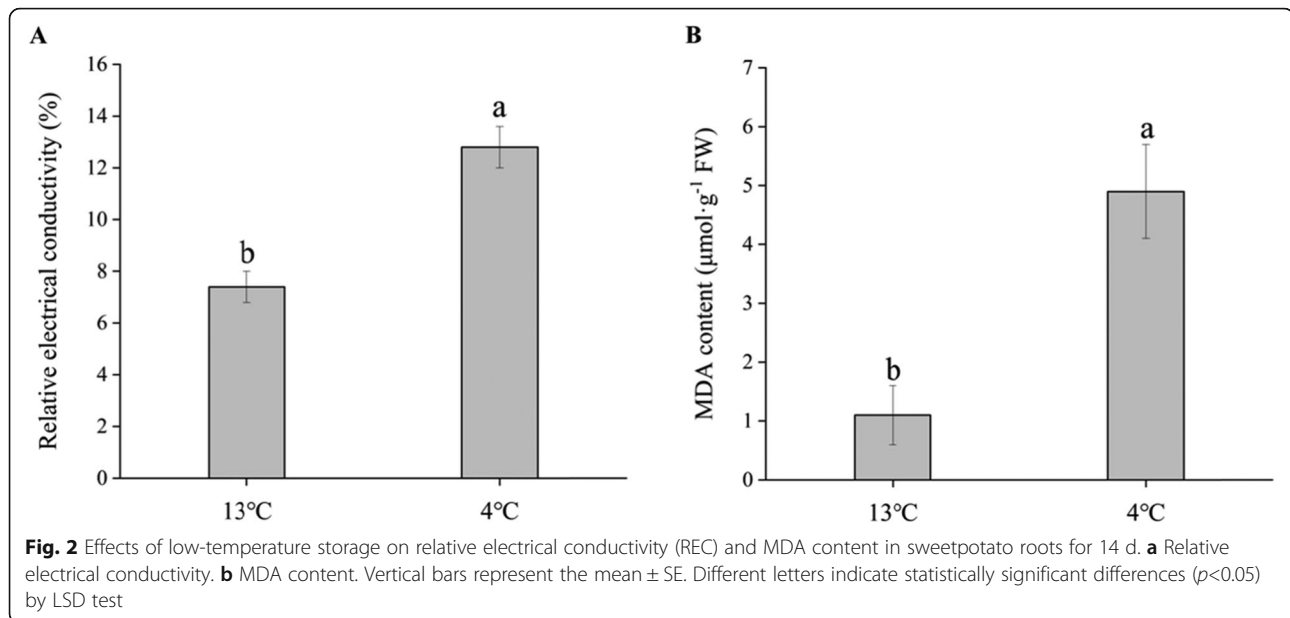 A
Relative electrical conductivity (%)
16
14
12
10
8
6
4
2
0
b
a
13℃
4℃
B
MDA content (μmol·g⁻¹ FW)
7
6
5
4
3
2
1
0
b
a
13℃
4℃
Fig. 2 Effects of low-temperature storage on relative electrical conductivity (REC) and MDA content in sweetpotato roots for 14 d. a Relative
electrical conductivity. b MDA content. Vertical bars represent the mean ± SE. Different letters indicate statistically significant differences (p<0.05)
by LSD test